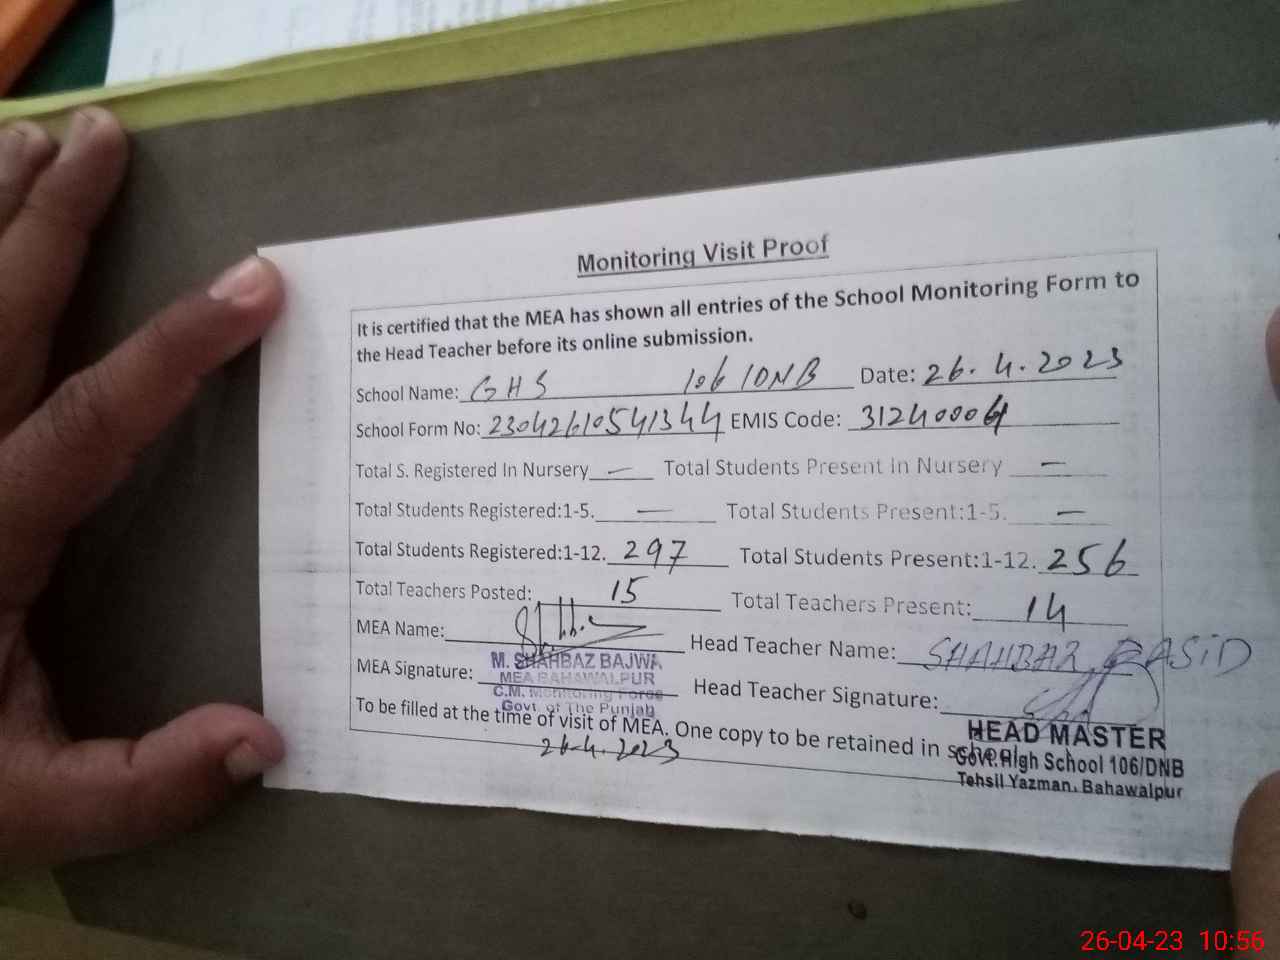 Monitoring Visit Proof
It is certified that the MEA has shown all entries of the School Monitoring Form to
the Head Teacher before its online submission.
School Name: GHS 106/DNB Date: 26.4.2023
School Form No: 23042610541344 EMIS Code: 31240004
Total S. Registered In Nursery — Total Students Present In Nursery —
Total Students Registered:1-5. — Total Students Present:1-5. —
Total Students Registered:1-12. 297 Total Students Present:1-12. 256
Total Teachers Posted: 15 Total Teachers Present: 14
MEA Name: Head Teacher Name: SHAHBAZ RASID
MEA Signature: Head Teacher Signature:
M. SHAHBAZ BAJWA
MEA BAHAWALPUR
C.M. Monitoring Force
Govt. of The Punjab
To be filled at the time of visit of MEA. One copy to be retained in school.
26.4.2023
HEAD MASTER
Govt. High School 106/DNB
Tehsil Yazman. Bahawalpur
26-04-23 10:56